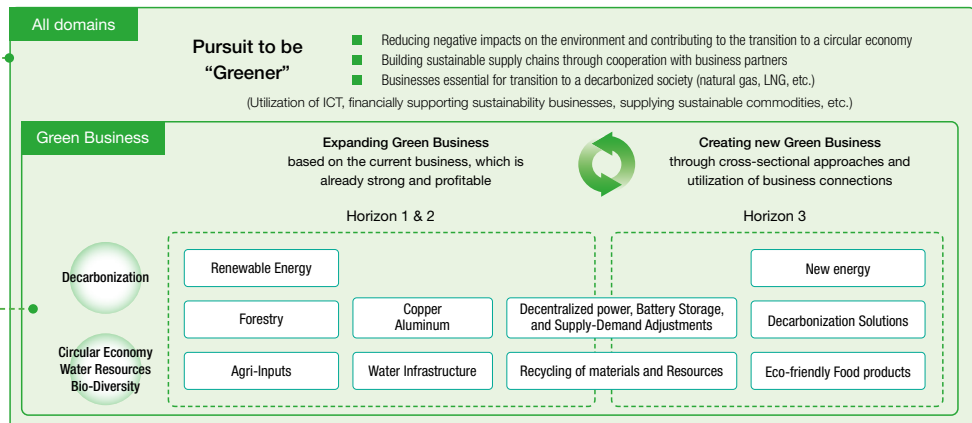 All domains
Pursuit to be
“Greener”
Reducing negative impacts on the environment and contributing to the transition to a circular economy
Building sustainable supply chains through cooperation with business partners
Businesses essential for transition to a decarbonized society (natural gas, LNG, etc.)
(Utilization of ICT, financially supporting sustainability businesses, supplying sustainable commodities, etc.)
Green Business
Expanding Green Business
based on the current business, which is
already strong and profitable
Creating new Green Business
through cross-sectional approaches and
utilization of business connections
Horizon 1 & 2
Horizon 3
Decarbonization
Renewable Energy
New energy
Forestry
Copper
Aluminum
Decentralized power, Battery Storage,
and Supply-Demand Adjustments
Decarbonization Solutions
Circular Economy
Water Resources
Bio-Diversity
Agri-Inputs
Water Infrastructure
Recycling of materials and Resources
Eco-friendly Food products